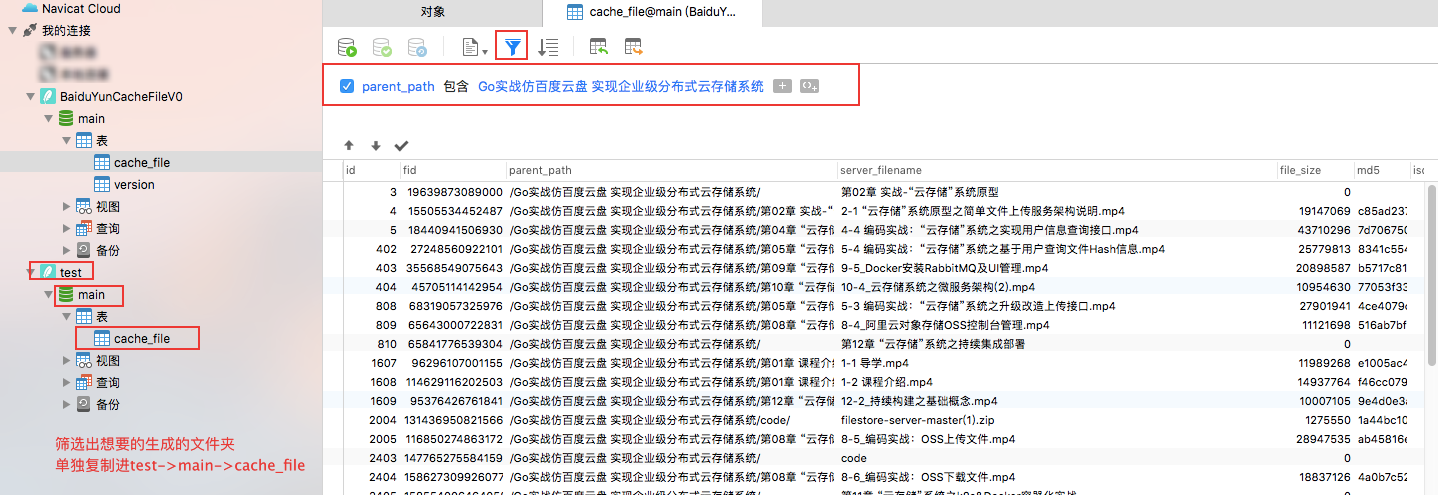 Navicat Cloud
我的连接
BaiduYunCacheFileV0
main
表
cache_file
version
视图
查询
备份
test
main
表
cache_file
视图
查询
备份
筛选出想要的生成的文件夹
单独复制进test->main->cache_file
对象
cache_file@main (BaiduY...
parent_path 包含 Go实战仿百度云盘 实现企业级分布式云存储系统
id fid parent_path server_filename file_size md5 isc
3 19639873089000 /Go实战仿百度云盘 实现企业级分布式云存储系统/ 第02章 实战-“云存储”系统原型 0
4 15505534452487 /Go实战仿百度云盘 实现企业级分布式云存储系统/第02章 实战-“ 2-1 “云存储”系统原型之简单文件上传服务架构说明.mp4 19147069 c85ad237
5 18440941506930 /Go实战仿百度云盘 实现企业级分布式云存储系统/第04章 “云存储 4-4 编码实战：“云存储”系统之实现用户信息查询接口.mp4 43710296 7d706750
402 27248560922101 /Go实战仿百度云盘 实现企业级分布式云存储系统/第05章 “云存储 5-4 编码实战：“云存储”系统之基于用户查询文件Hash信息.mp4 25779813 8341c554
403 35568549075643 /Go实战仿百度云盘 实现企业级分布式云存储系统/第09章 “云存储 9-5_Docker安装RabbitMQ及UI管理.mp4 20898587 b5717c81
404 45705114142954 /Go实战仿百度云盘 实现企业级分布式云存储系统/第10章 “云存储 10-4_云存储系统之微服务架构(2).mp4 10954630 77053f33
808 68319057325976 /Go实战仿百度云盘 实现企业级分布式云存储系统/第05章 “云存储 5-3 编码实战：“云存储”系统之升级改造上传接口.mp4 27901941 4ce4079c
809 65643000722831 /Go实战仿百度云盘 实现企业级分布式云存储系统/第08章 “云存储 8-4_阿里云对象存储OSS控制台管理.mp4 11121698 516ab7bf
810 65841776539304 /Go实战仿百度云盘 实现企业级分布式云存储系统/ 第12章 “云存储”系统之持续集成部署 0
1607 96296107001155 /Go实战仿百度云盘 实现企业级分布式云存储系统/第01章 课程介绍 1-1 导学.mp4 11989268 e1005ac4
1608 114629116202503 /Go实战仿百度云盘 实现企业级分布式云存储系统/第01章 课程介绍 1-2 课程介绍.mp4 14937764 f46cc079
1609 95376426761841 /Go实战仿百度云盘 实现企业级分布式云存储系统/第12章 “云存储 12-2_持续构建之基础概念.mp4 10007105 9e4d0e3a
2004 131436950821566 /Go实战仿百度云盘 实现企业级分布式云存储系统/code/ filestore-server-master(1).zip 1275550 1a44bc10
2005 116850274863172 /Go实战仿百度云盘 实现企业级分布式云存储系统/第08章 “云存储 8-5_编码实战：OSS上传文件.mp4 28947535 ab45816e
2403 147765275584159 /Go实战仿百度云盘 实现企业级分布式云存储系统/ code 0
2404 158627309926077 /Go实战仿百度云盘 实现企业级分布式云存储系统/第08章 “云存储 8-6_编码实战：OSS下载文件.mp4 18837126 4a0b7c52